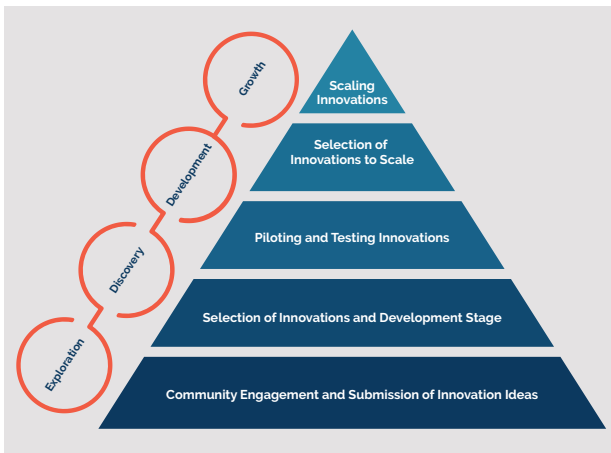 Growth
Scaling
Innovations
Development
Selection of
Innovations to Scale
Piloting and Testing Innovations
Discovery
Selection of Innovations and Development Stage
Exploration
Community Engagement and Submission of Innovation Ideas